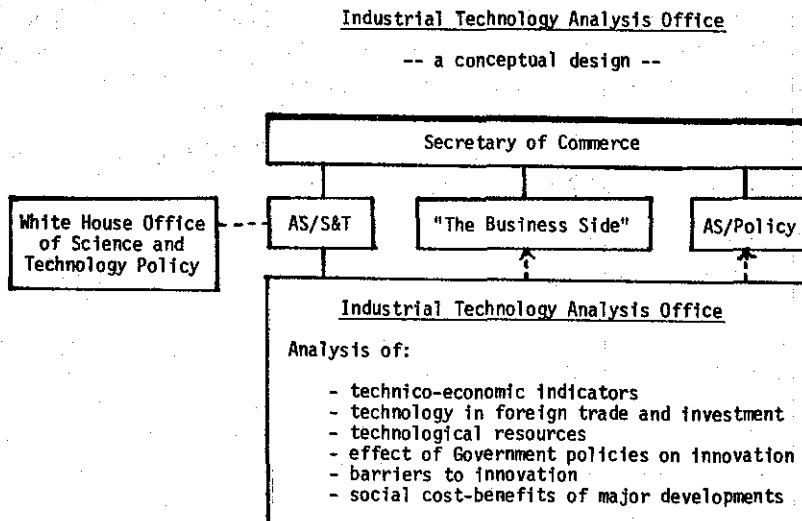 Industrial Technology Analysis Office
-- a conceptual design --
Secretary of Commerce
White House Office
of Science and
Technology Policy
AS/S&T
"The Business Side"
AS/Policy
Industrial Technology Analysis Office
Analysis of:
- technico-economic indicators
- technology in foreign trade and investment
- technological resources
- effect of Government policies on innovation
- barriers to innovation
- social cost-benefits of major developments